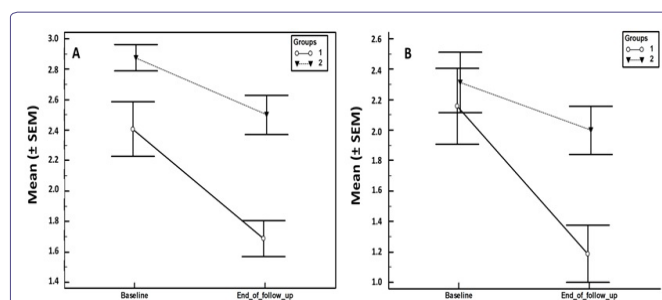 A
Groups
1
2
Mean (± SEM)
3.0
2.8
2.6
2.4
2.2
2.0
1.8
1.6
1.4
Baseline
End_of_follow_up
B
Groups
1
2
Mean (± SEM)
2.6
2.4
2.2
2.0
1.8
1.6
1.4
1.2
1.0
Baseline
End_of_follow_up